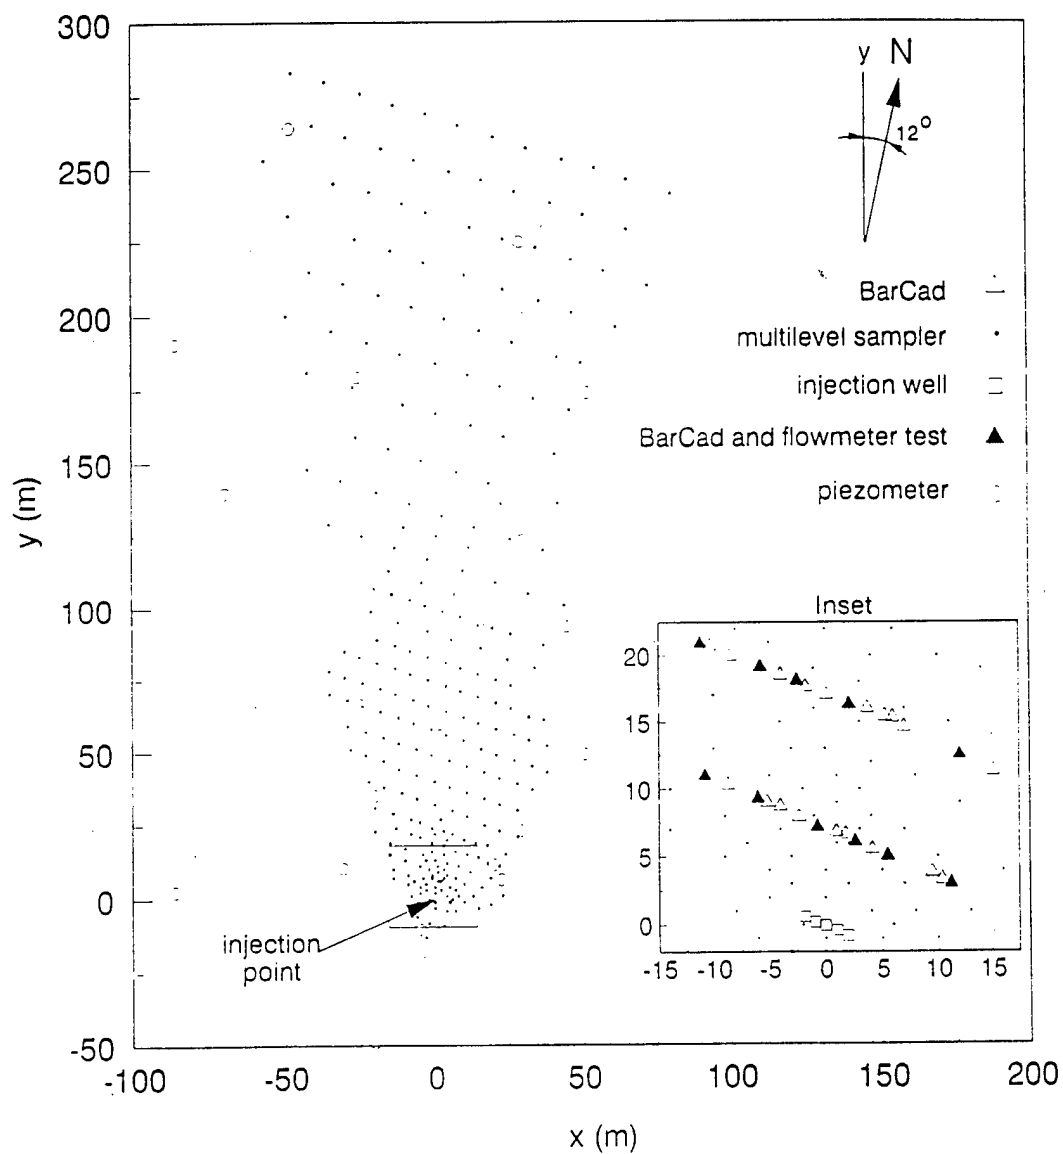 300
250
200
150
100
50
0
-50
y (m)
-100
-50
0
50
100
150
200
x (m)
y N
12°
BarCad
multilevel sampler
injection well
BarCad and flowmeter test
piezometer
injection
point
Inset
20
15
10
5
0
-15
-10
-5
0
5
10
15